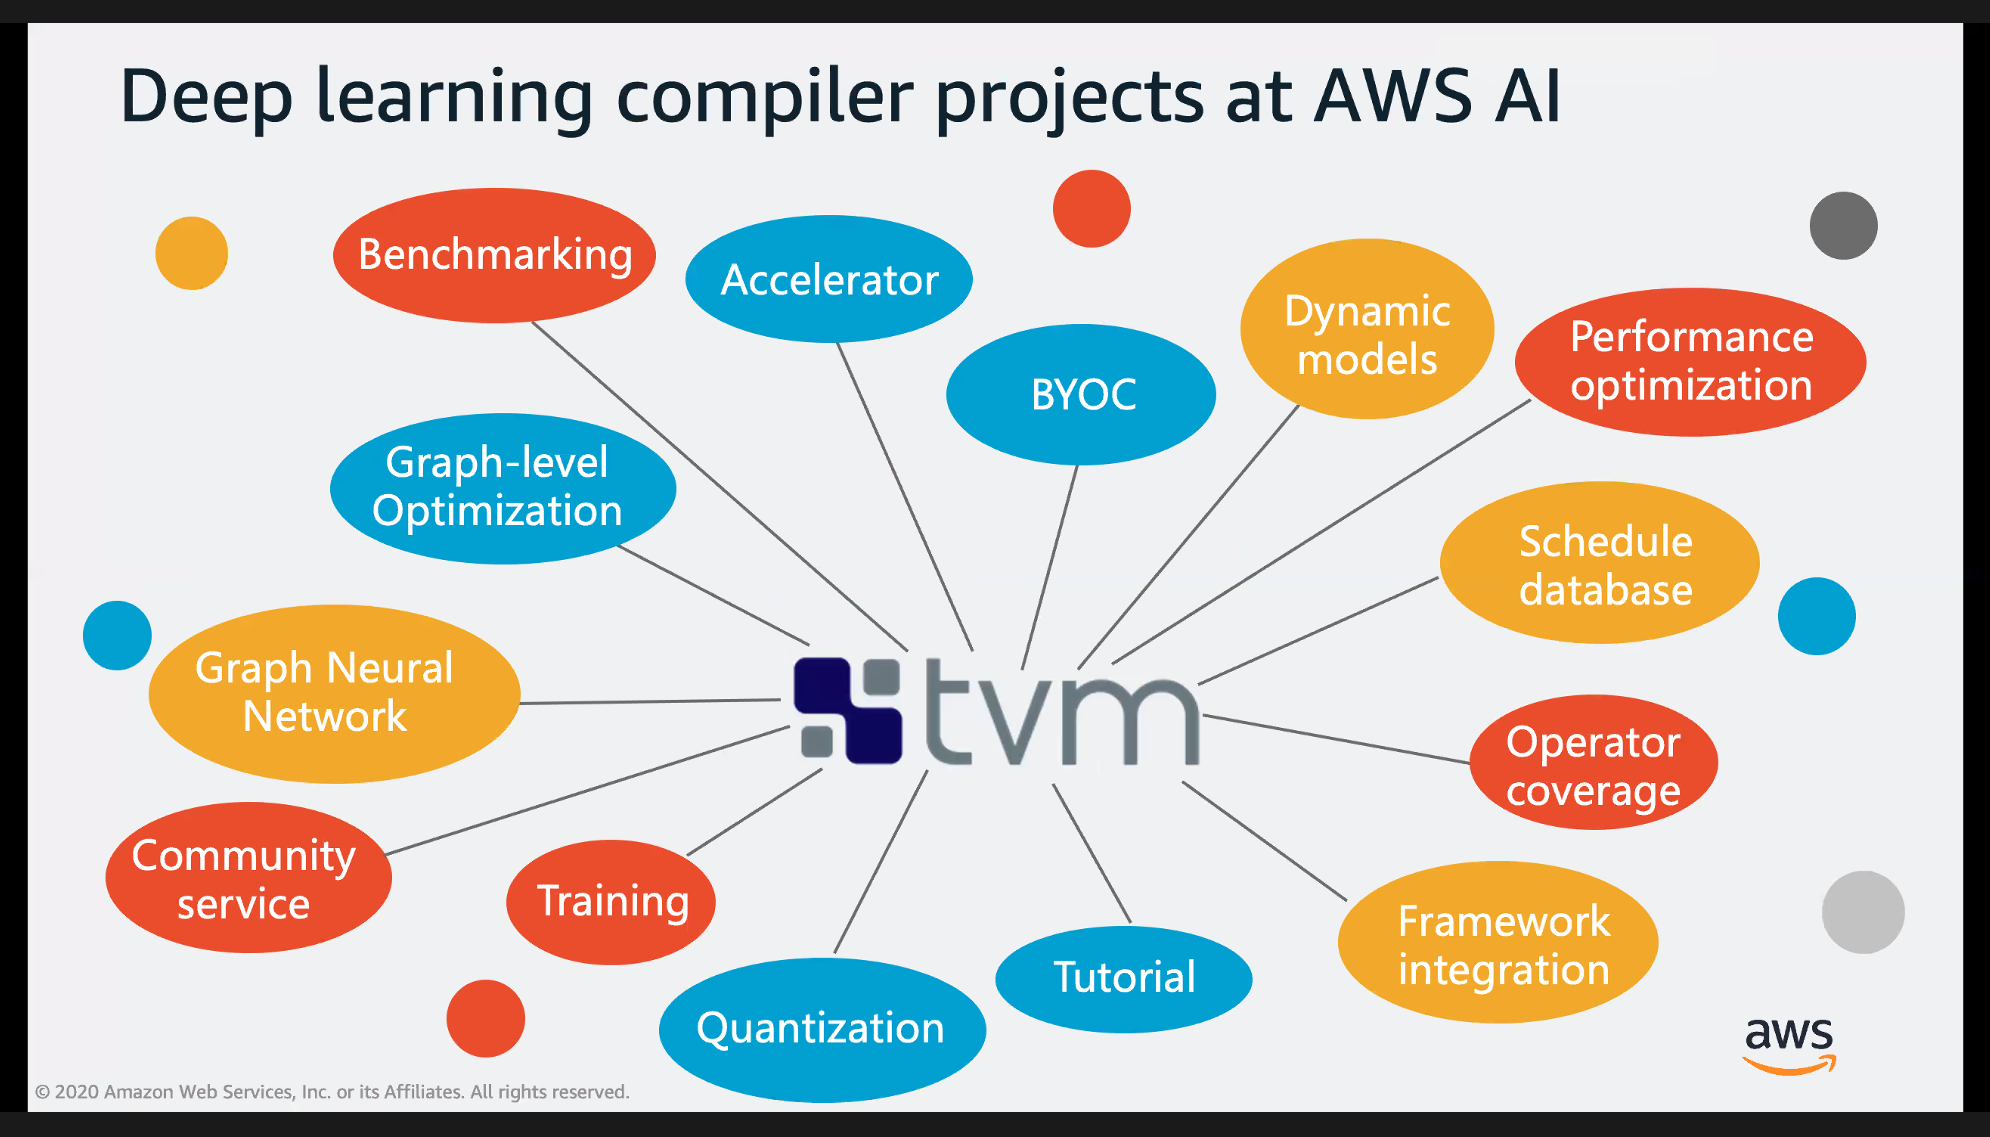 Deep learning compiler projects at AWS AI
Benchmarking
Accelerator
BYOC
Dynamic
models
Performance
optimization
Graph-level
Optimization
Schedule
database
Graph Neural
Network
tvm
Operator
coverage
Community
service
Training
Quantization
Tutorial
Framework
integration
aws
© 2020 Amazon Web Services, Inc. or its Affiliates. All rights reserved.